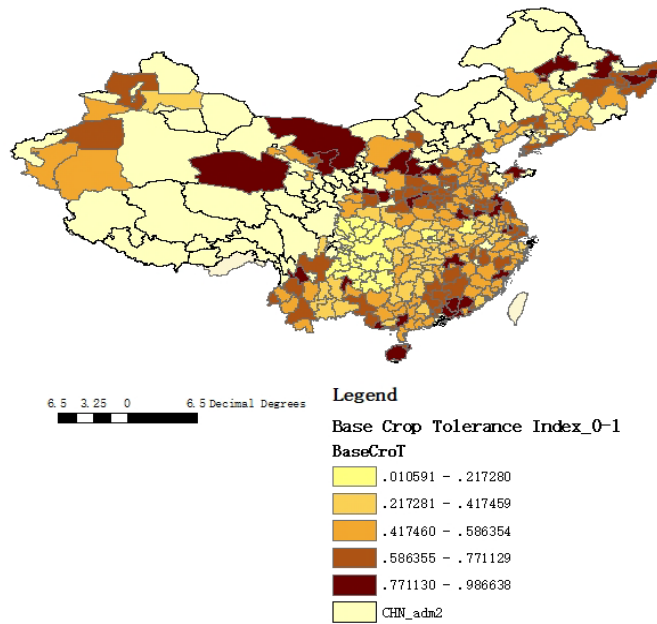 6.5 3.25 0 6.5 Decimal Degrees
Legend
Base Crop Tolerance Index_0-1
BaseCroT
.010591 - .217280
.217281 - .417459
.417460 - .586354
.586355 - .771129
.771130 - .986638
CHN_adm2